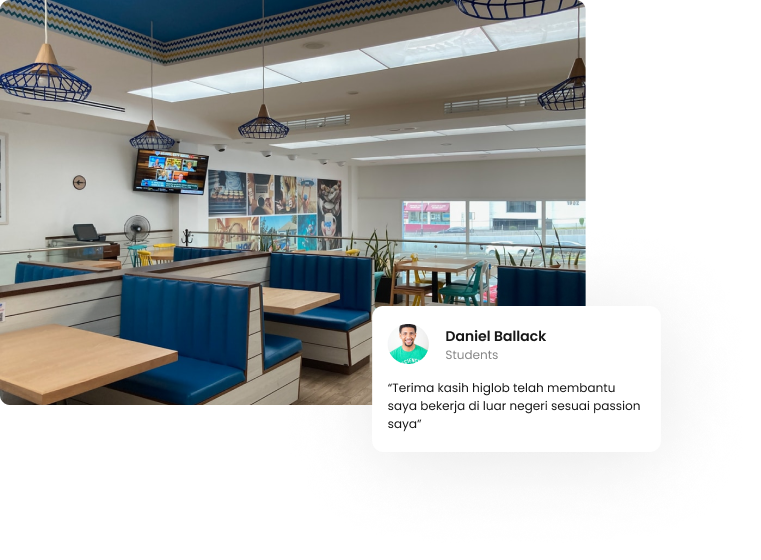 Daniel Ballack
Students
“Terima kasih higlob telah membantu
saya bekerja di luar negeri sesuai passion
saya”